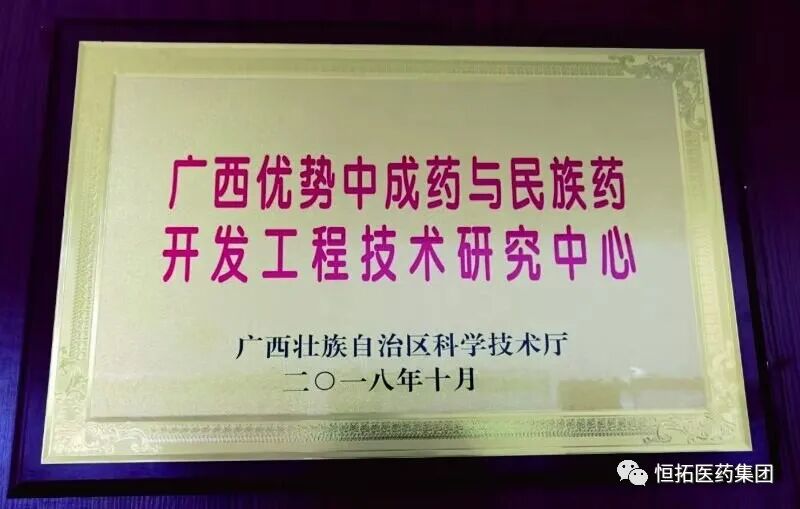 广西优势中成药与民族药
开发工程技术研究中心
广西壮族自治区科学技术厅
二〇一八年十月
恒拓医药集团